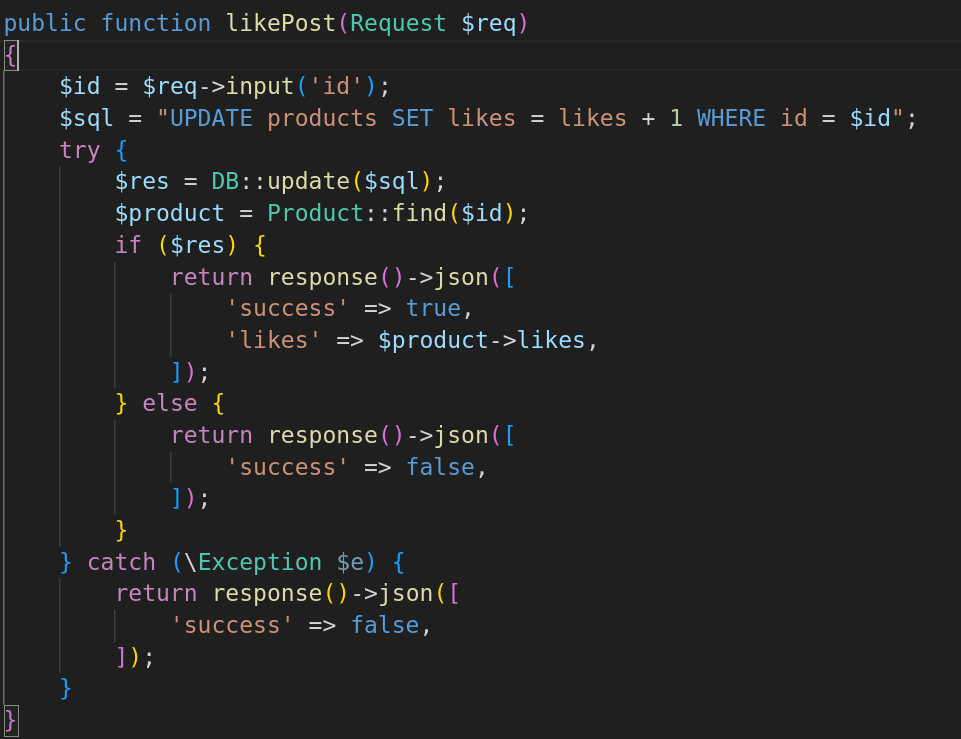 public function likePost(Request $req)
{
    $id = $req->input('id');
    $sql = "UPDATE products SET likes = likes + 1 WHERE id = $id";
    try {
        $res = DB::update($sql);
        $product = Product::find($id);
        if ($res) {
            return response()->json([
                'success' => true,
                'likes' => $product->likes,
            ]);
        } else {
            return response()->json([
                'success' => false,
            ]);
        }
    } catch (\Exception $e) {
        return response()->json([
            'success' => false,
        ]);
    }
}